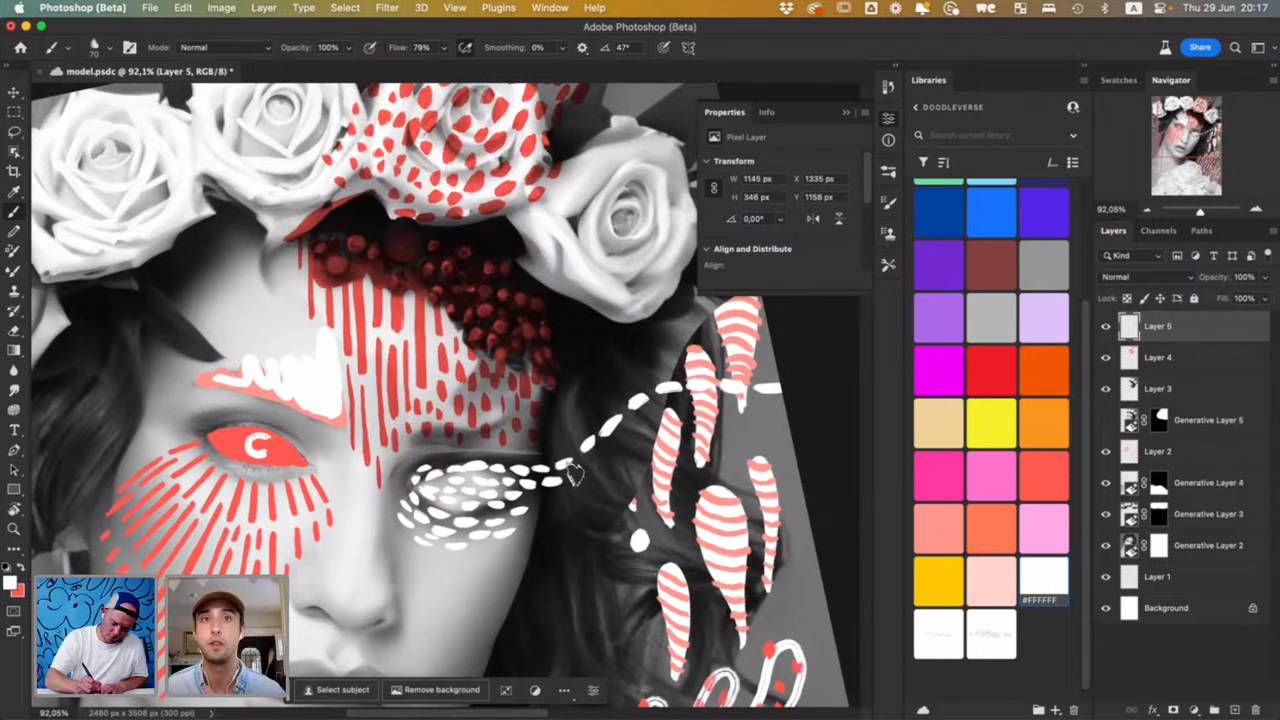 Photoshop (Beta) File Edit Image Layer Type Select Filter 3D View Plugins Window Help A Thu 29 Jun 20:17
Adobe Photoshop (Beta)
70 Mode: Normal Opacity: 100% Flow: 79% Smoothing: 0% 47° Share
model.psdc @ 92,1% (Layer 5, RGB/8) *
Properties Info
Pixel Layer
Transform
W 1145 px X 1335 px
H 346 px Y 1158 px
0,00°
Align and Distribute
Align:
Libraries
DOODLEVERSE
Search current library
#FFFFFF
Swatches Navigator
92,05%
Layers Channels Paths
Kind
Normal Opacity: 100%
Lock: Fill: 100%
Layer 5
Layer 4
Layer 3
Generative Layer 5
Layer 2
Generative Layer 4
Generative Layer 3
Generative Layer 2
Layer 1
Background
C
Select subject Remove background
92,05% 2480 px x 3508 px (300 ppi)